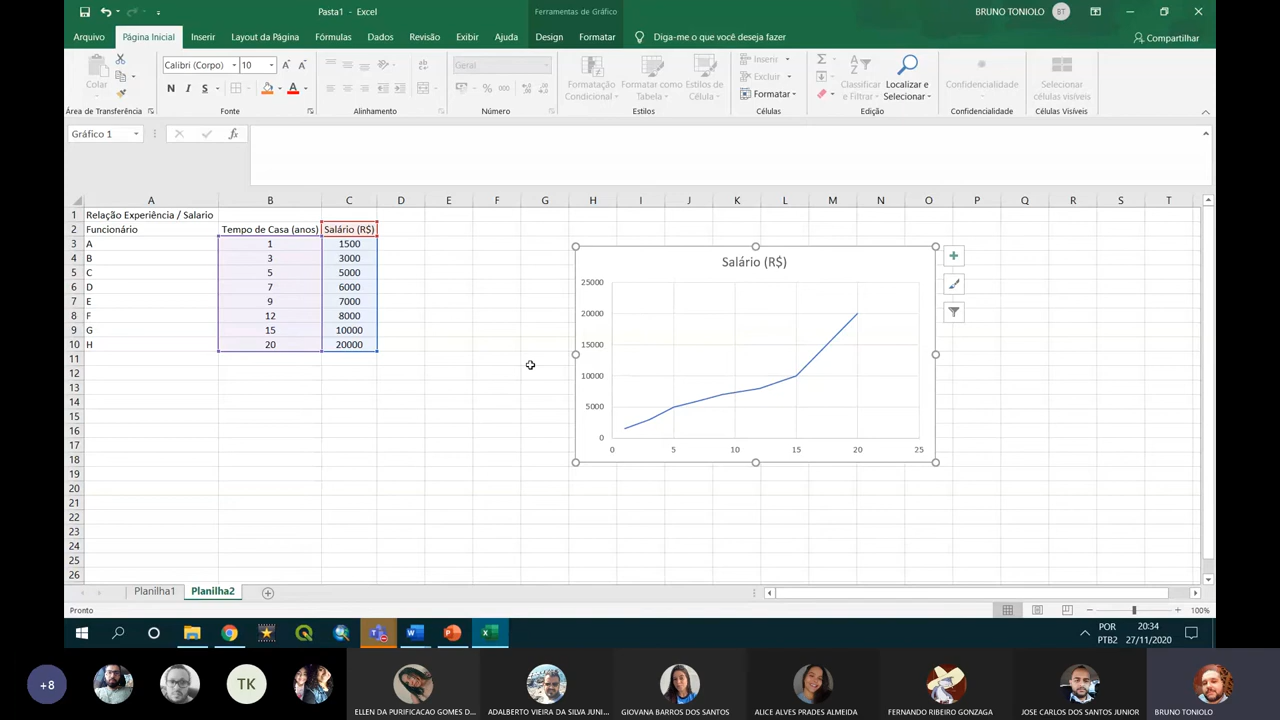 Pasta1 - Excel
Ferramentas de Gráfico
BRUNO TONIOLO
BT
Arquivo
Página Inicial
Inserir
Layout da Página
Fórmulas
Dados
Revisão
Exibir
Ajuda
Design
Formatar
Diga-me o que você deseja fazer
Compartilhar
Colar
Calibri (Corpo)
10
N I S
Geral
% 000
Formatação Condicional
Formatar como Tabela
Estilos de Célula
Inserir
Excluir
Formatar
Classificar e Filtrar
Localizar e Selecionar
Confidencialidade
Selecionar células visíveis
Área de Transferência
Fonte
Alinhamento
Número
Estilos
Células
Edição
Confidencialidade
Células Visíveis
Gráfico 1
fx
A B C D E F G H I J K L M N O P Q R S T
1 Relação Experiência / Salario
2 Funcionário Tempo de Casa (anos) Salário (R$)
3 A 1 1500
4 B 3 3000
5 C 5 5000
6 D 7 6000
7 E 9 7000
8 F 12 8000
9 G 15 10000
10 H 20 20000
11
12
13
14
15
16
17
18
19
20
21
22
23
24
25
26
Salário (R$)
25000
20000
15000
10000
5000
0
0 5 10 15 20 25
Planilha1
Planilha2
Pronto
100%
POR
PTB2
20:34
27/11/2020
+8
TK
ELLEN DA PURIFICACAO GOMES D...
ADALBERTO VIEIRA DA SILVA JUNI...
GIOVANA BARROS DOS SANTOS
ALICE ALVES PRADES ALMEIDA
FERNANDO RIBEIRO GONZAGA
JOSE CARLOS DOS SANTOS JUNIOR
BRUNO TONIOLO